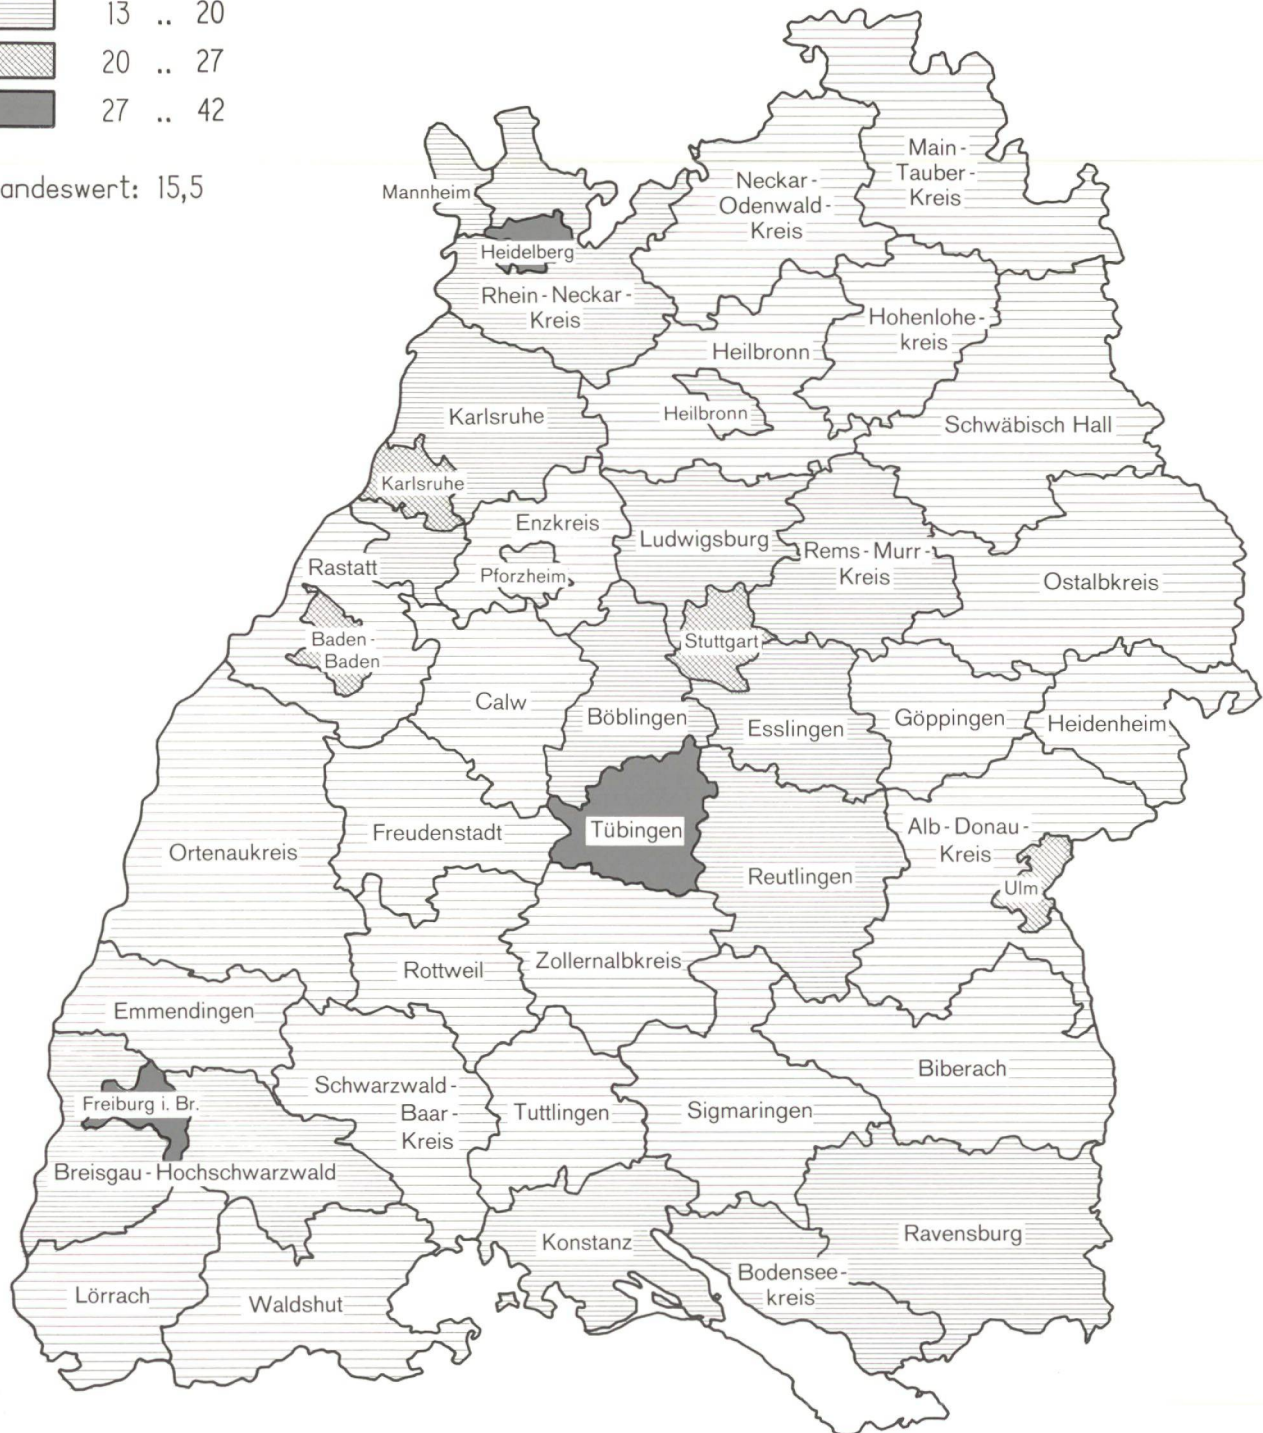 13 .. 20
20 .. 27
27 .. 42
andeswert: 15,5
Main-
Tauber-
Kreis
Mannheim
Neckar-
Odenwald-
Kreis
Heidelberg
Rhein-Neckar-
Kreis
Hohenlohe-
kreis
Heilbronn
Heilbronn
Karlsruhe
Schwäbisch Hall
Karlsruhe
Enzkreis
Ludwigsburg
Rems-Murr-
Kreis
Rastatt
Pforzheim
Ostalbkreis
Baden-
Baden
Stuttgart
Calw
Böblingen
Esslingen
Göppingen
Heidenheim
Freudenstadt
Tübingen
Alb-Donau-
Kreis
Ortenaukreis
Reutlingen
Ulm
Rottweil
Zollernalbkreis
Emmendingen
Biberach
Schwarzwald-
Baar-
Kreis
Freiburg i. Br.
Tuttlingen
Sigmaringen
Breisgau-Hochschwarzwald
Konstanz
Ravensburg
Bodensee-
kreis
Lörrach
Waldshut